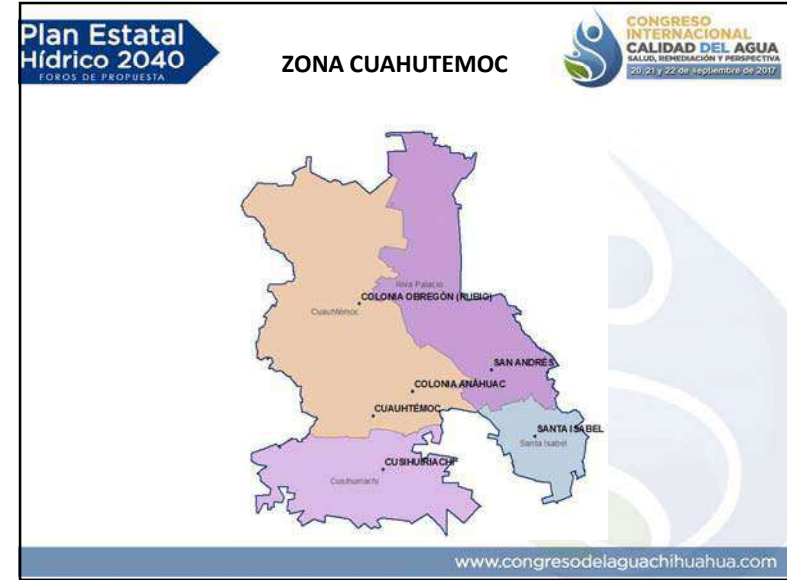 Plan Estatal
Hídrico 2040
FOROS DE PROPUESTA
ZONA CUAHUTEMOC
CONGRESO
INTERNACIONAL
CALIDAD DEL AGUA
SALUD, REMEDIACIÓN Y PERSPECTIVA
20, 21 y 22 de septiembre de 2017
Riva Palacio
COLONIA OBREGÓN (RUBIO)
Cuauhtémoc
SAN ANDRÉS
COLONIA ANÁHUAC
CUAUHTÉMOC
SANTA ISABEL
Santa Isabel
CUSIHUIRIACHI
Cusihuiriachi
www.congresodelaguachihuahua.com